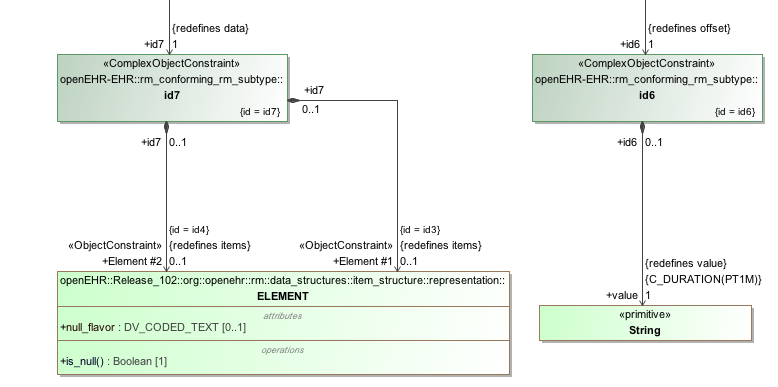 {redefines data}
+id7 1
«ComplexObjectConstraint»
openEHR-EHR::rm_conforming_rm_subtype::
id7
{id = id7}
+id7
0..1
+id7 0..1
{id = id4}
«ObjectConstraint» {redefines items}
+Element #2 0..1
{id = id3}
«ObjectConstraint» {redefines items}
+Element #1 0..1
openEHR::Release_102::org::openehr::rm::data_structures::item_structure::representation::
ELEMENT
attributes
+null_flavor : DV_CODED_TEXT [0..1]
operations
+is_null() : Boolean [1]
{redefines offset}
+id6 1
«ComplexObjectConstraint»
openEHR-EHR::rm_conforming_rm_subtype::
id6
{id = id6}
+id6 0..1
{redefines value}
{C_DURATION(PT1M)}
+value 1
«primitive»
String